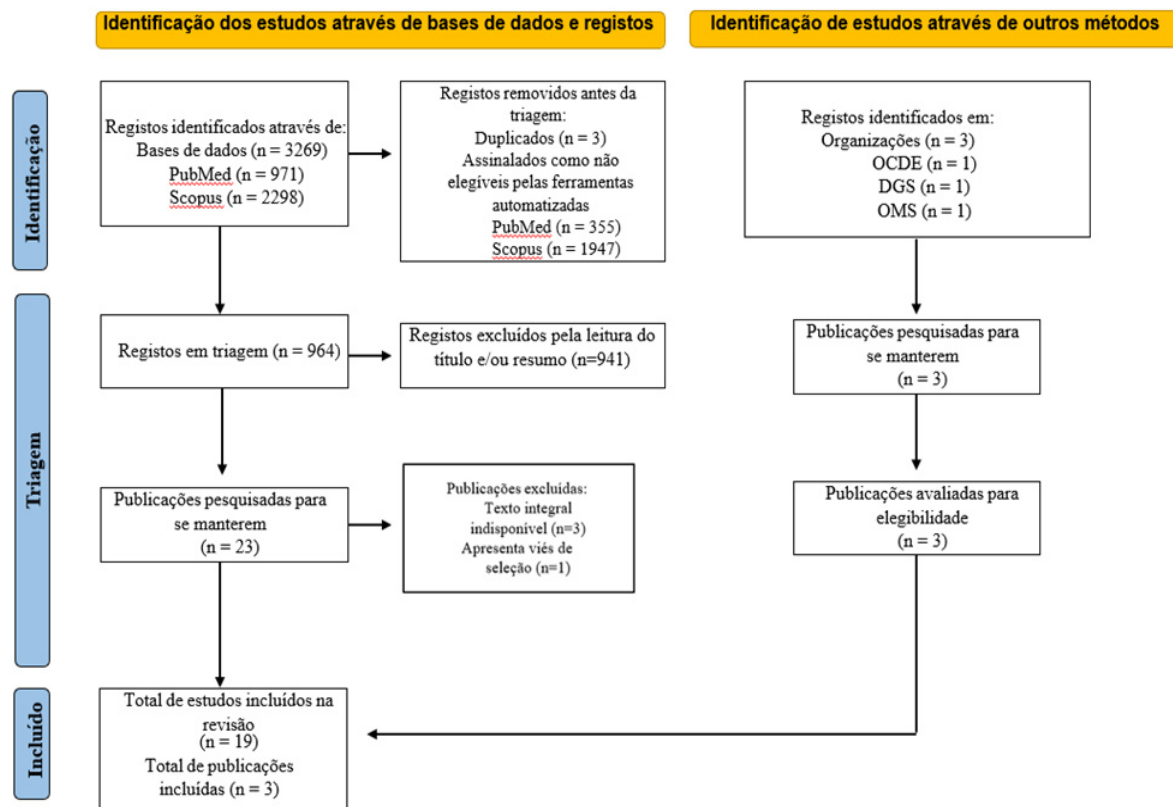 Identificação dos estudos através de bases de dados e registos
Identificação de estudos através de outros métodos
Identificação
Registos identificados através de:
Bases de dados (n = 3269)
PubMed (n = 971)
Scopus (n = 2298)
Registos removidos antes da
triagem:
Duplicados (n = 3)
Assinalados como não
elegíveis pelas ferramentas
automatizadas
PubMed (n = 355)
Scopus (n = 1947)
Registos identificados em:
Organizações (n = 3)
OCDE (n = 1)
DGS (n = 1)
OMS (n = 1)
Triagem
Registos em triagem (n = 964)
Registos excluídos pela leitura do
título e/ou resumo (n=941)
Publicações pesquisadas para
se manterem
(n = 3)
Publicações pesquisadas para
se manterem
(n = 23)
Publicações excluídas:
Texto integral
indisponível (n=3)
Apresenta viés de
seleção (n=1)
Publicações avaliadas para
elegibilidade
(n = 3)
Incluído
Total de estudos incluídos na
revisão
(n = 19)
Total de publicações
incluídas (n = 3)